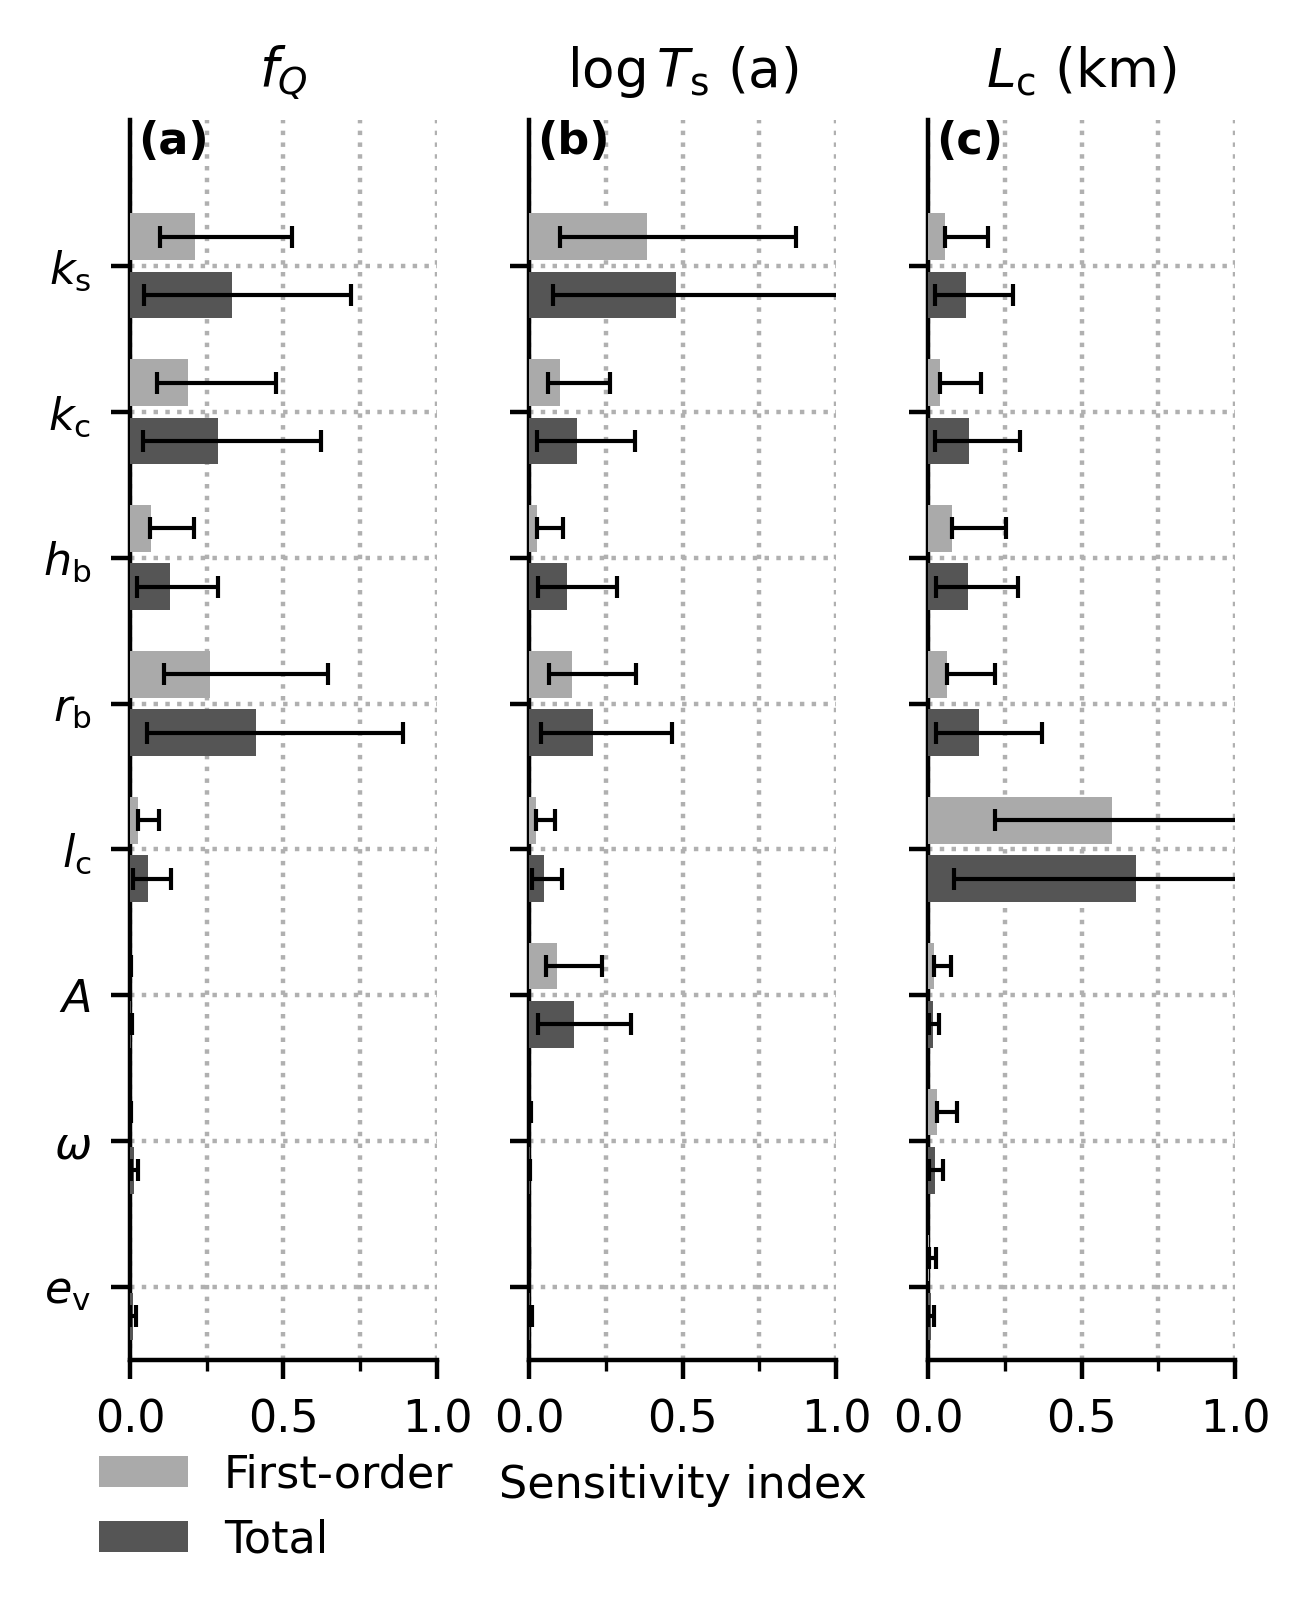 f_Q
log T_s (a)
L_c (km)
(a)
(b)
(c)
k_s
k_c
h_b
r_b
l_c
A
ω
e_v
0.0 0.5 1.0
0.0 0.5 1.0
0.0 0.5 1.0
First-order
Total
Sensitivity index